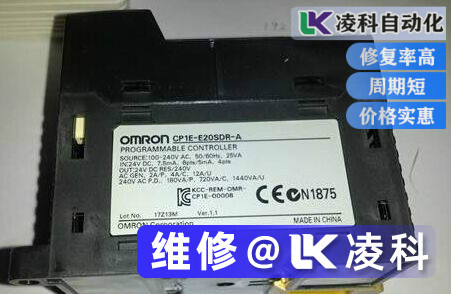 凌科自动化
修复率高
周期短
价格实惠
OMRON CP1E-E20SDR-A
PROGRAMMABLE CONTROLLER
SOURCE:100-240V AC, 50/60Hz, 25VA
IN:24V DC, 7.5mA, 8pts/5mA, 4pts
OUT:24V DC RES/240V
AC GEN: 2A/P, 4A/C, 12A/U
240V AC P.D., 180VA/P, 720VA/C, 1440VA/U
KCC-REM-OMR-
CP1E-00008
CE N1875
Lot No. 17Z13M Ver.1.1
OMRON Corporation MADE IN CHINA
维修@LK凌科